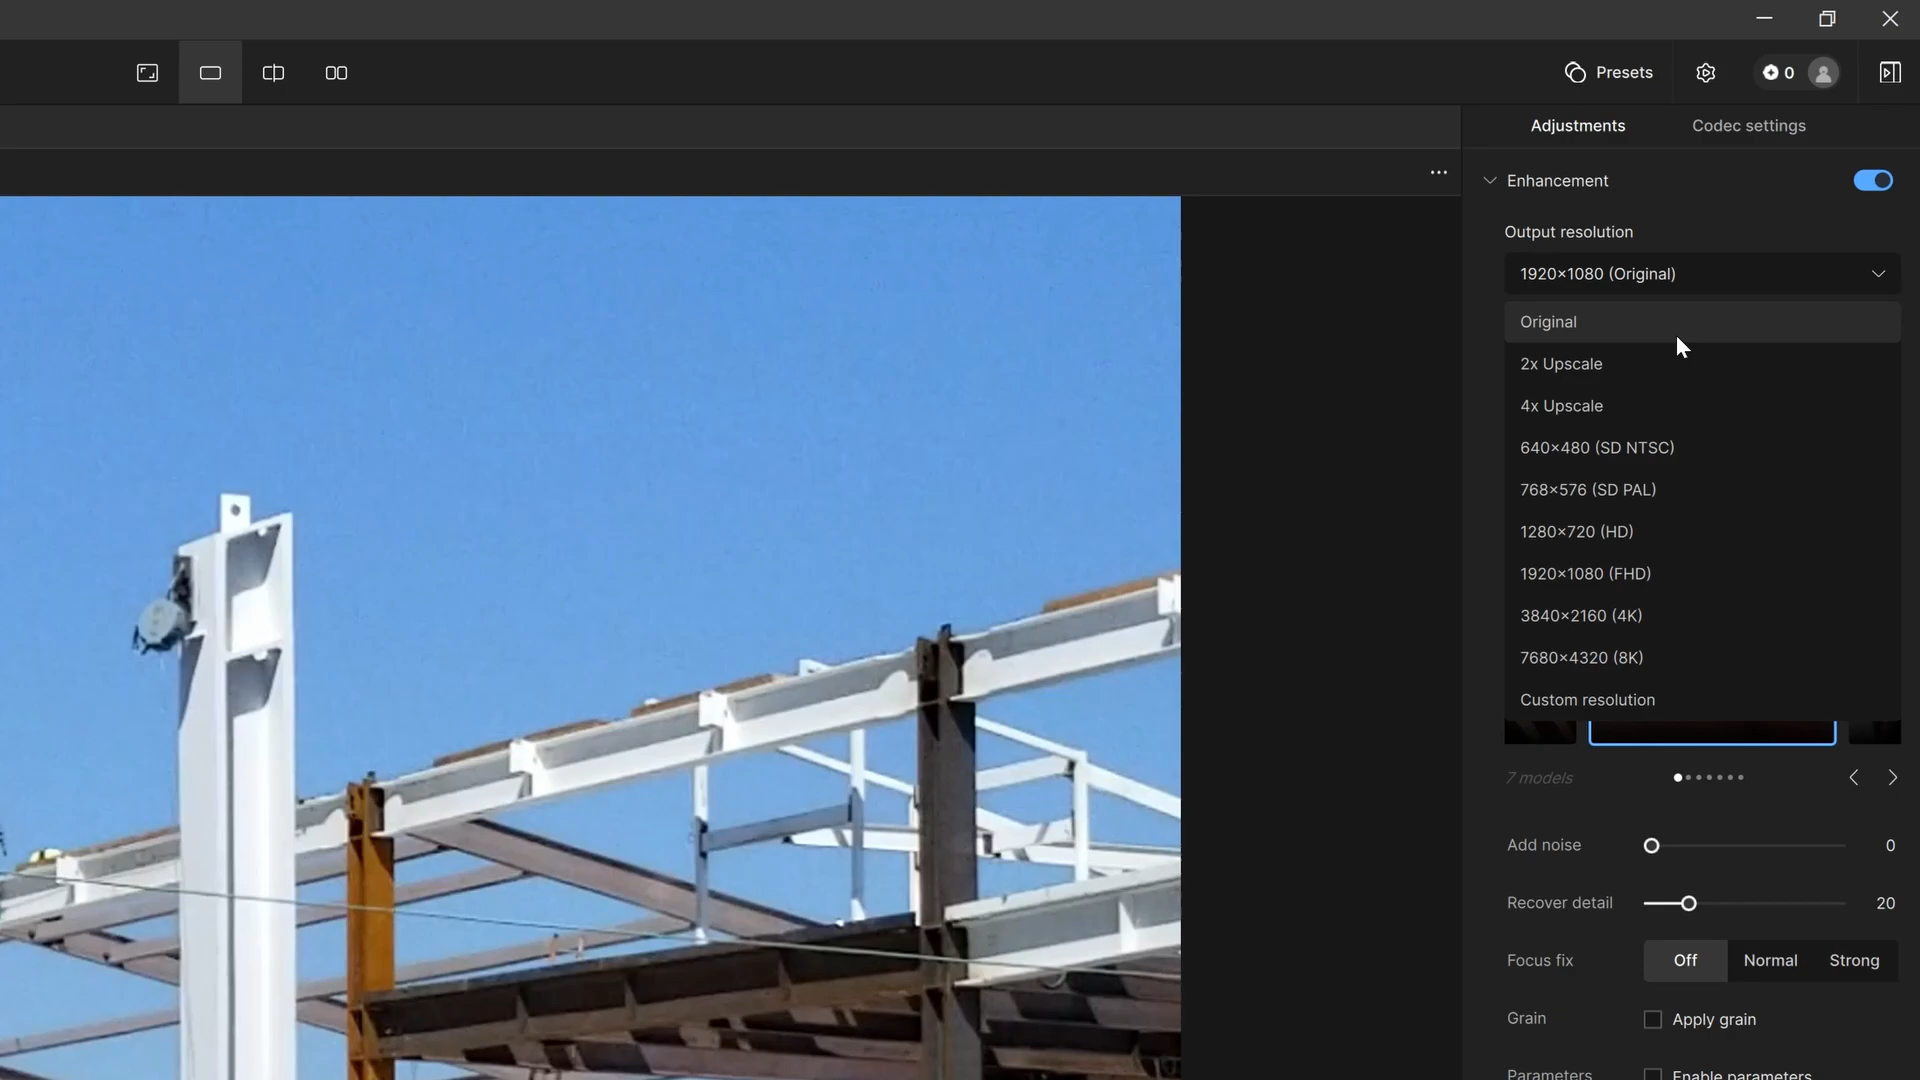 Presets
0
Adjustments
Codec settings
Enhancement
Output resolution
1920×1080 (Original)
Original
2x Upscale
4x Upscale
640×480 (SD NTSC)
768×576 (SD PAL)
1280×720 (HD)
1920×1080 (FHD)
3840×2160 (4K)
7680×4320 (8K)
Custom resolution
7 models
Add noise
0
Recover detail
20
Focus fix
Off
Normal
Strong
Grain
Apply grain
Parameters
Enable parameters